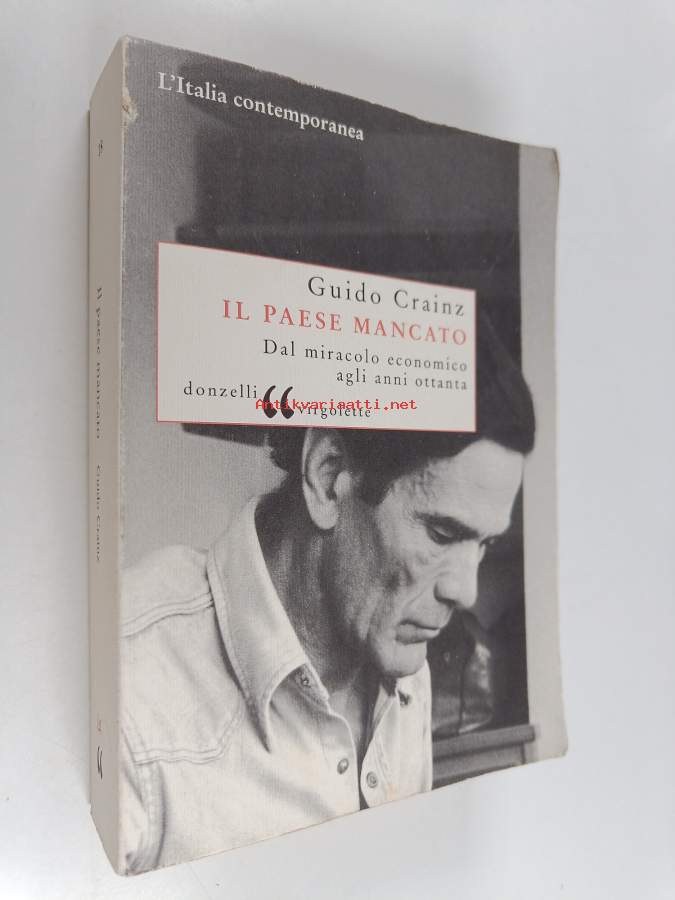 L'Italia contemporanea
Guido Crainz
IL PAESE MANCATO
Dal miracolo economico
agli anni ottanta
donzelli virgolette
Antikvariaatti.net
Il paese mancato Guido Crainz